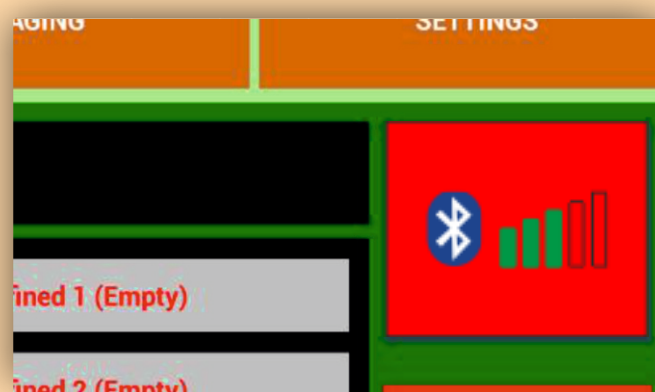 AGING
SETTINGS
fined 1 (Empty)
fined 2 (Empty)